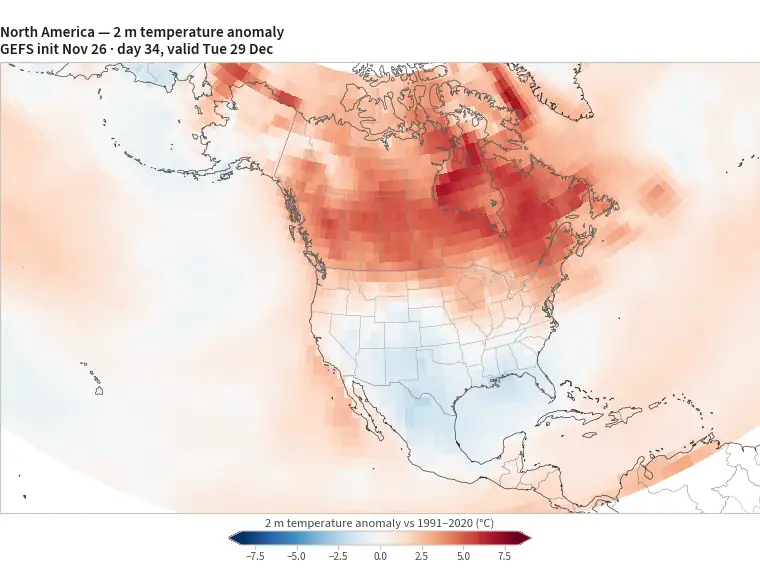 North America — 2 m temperature anomaly
GEFS init Nov 26 · day 34, valid Tue 29 Dec
2 m temperature anomaly vs 1991–2020 (°C)
−7.5 −5.0 −2.5 0.0 2.5 5.0 7.5